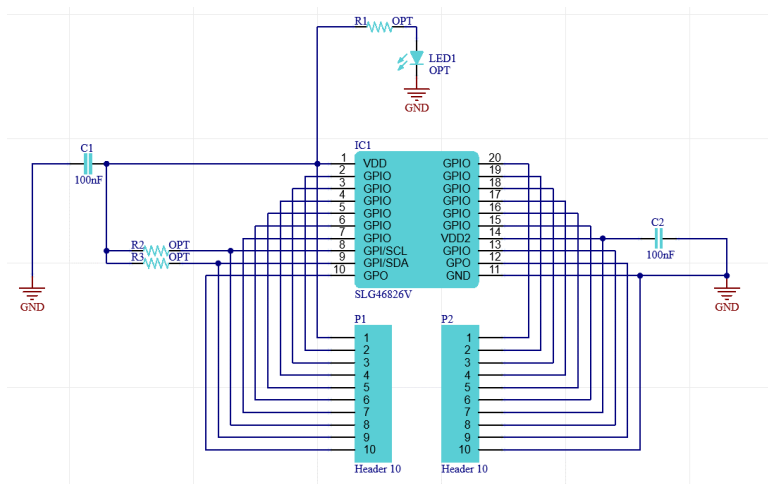 R1 OPT
LED1
OPT
GND
IC1
C1
100nF
1 VDD GPIO 20
2 GPIO GPIO 19
3 GPIO GPIO 18
4 GPIO GPIO 17
5 GPIO GPIO 16
6 GPIO GPIO 15
7 GPIO VDD2 14
8 GPI/SCL GPIO 13
9 GPI/SDA GPO 12
10 GPO GND 11
SLG46826V
C2
100nF
R2 OPT
R3 OPT
GND
GND
P1 P2
1 1
2 2
3 3
4 4
5 5
6 6
7 7
8 8
9 9
10 10
Header 10 Header 10